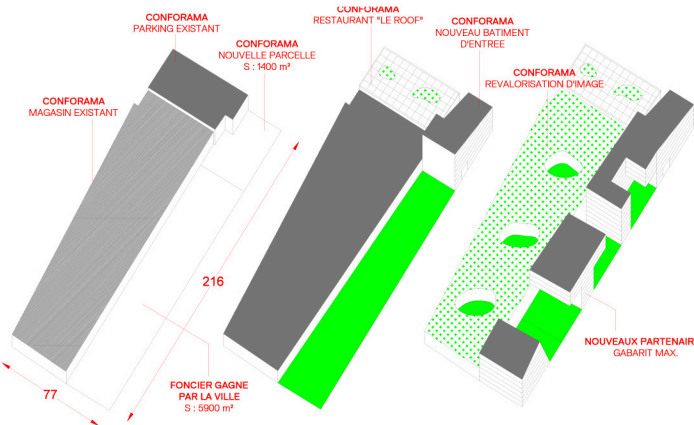 CONFORAMA
PARKING EXISTANT
CONFORAMA
NOUVELLE PARCELLE
S : 1400 m²
CONFORAMA
MAGASIN EXISTANT
216
77
FONCIER GAGNE
PAR LA VILLE
S : 5900 m²
CONFORAMA
RESTAURANT "LE ROOF"
CONFORAMA
NOUVEAU BATIMENT
D'ENTREE
CONFORAMA
REVALORISATION D'IMAGE
NOUVEAUX PARTENAIR
GABARIT MAX.